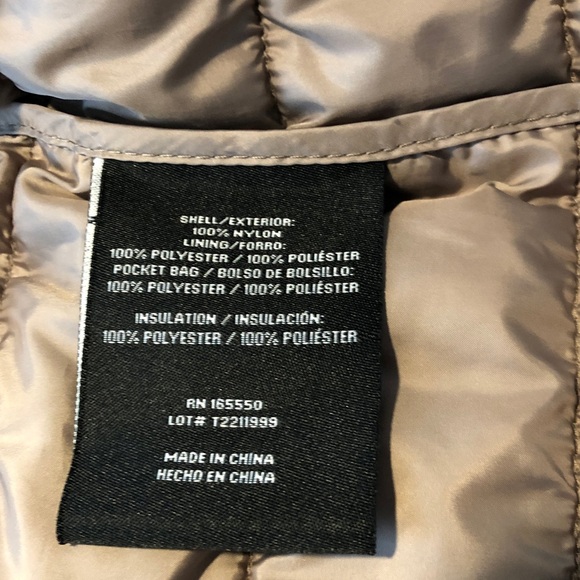 SHELL/EXTERIOR:
100% NYLON
LINING/FORRO:
100% POLYESTER / 100% POLIÉSTER
POCKET BAG / BOLSO DE BOLSILLO:
100% POLYESTER / 100% POLIÉSTER
INSULATION / INSULACIÓN:
100% POLYESTER / 100% POLIÉSTER
RN 165550
LOT# T2211999
MADE IN CHINA
HECHO EN CHINA